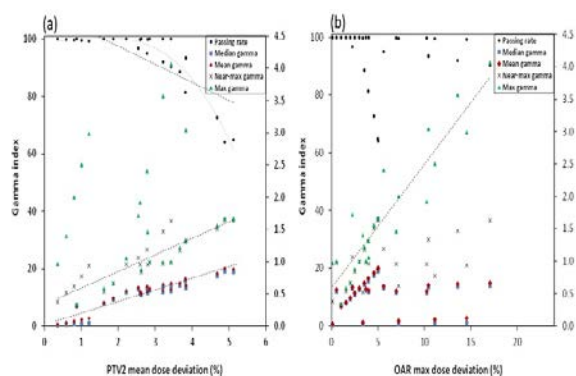 (a)
100
80
60
40
20
0
Gamma index
4.5
4.0
3.5
3.0
2.5
2.0
1.5
1.0
0.5
0.0
Passing rate
Median gamma
Mean gamma
Near-max gamma
Max gamma
0 1 2 3 4 5 6
PTV2 mean dose deviation (%)
(b)
100
80
60
40
20
0
Gamma index
4.5
4.0
3.5
3.0
2.5
2.0
1.5
1.0
0.5
0.0
Passing rate
Median gamma
Mean gamma
Near-max gamma
Max gamma
0 5 10 15 20
OAR max dose deviation (%)